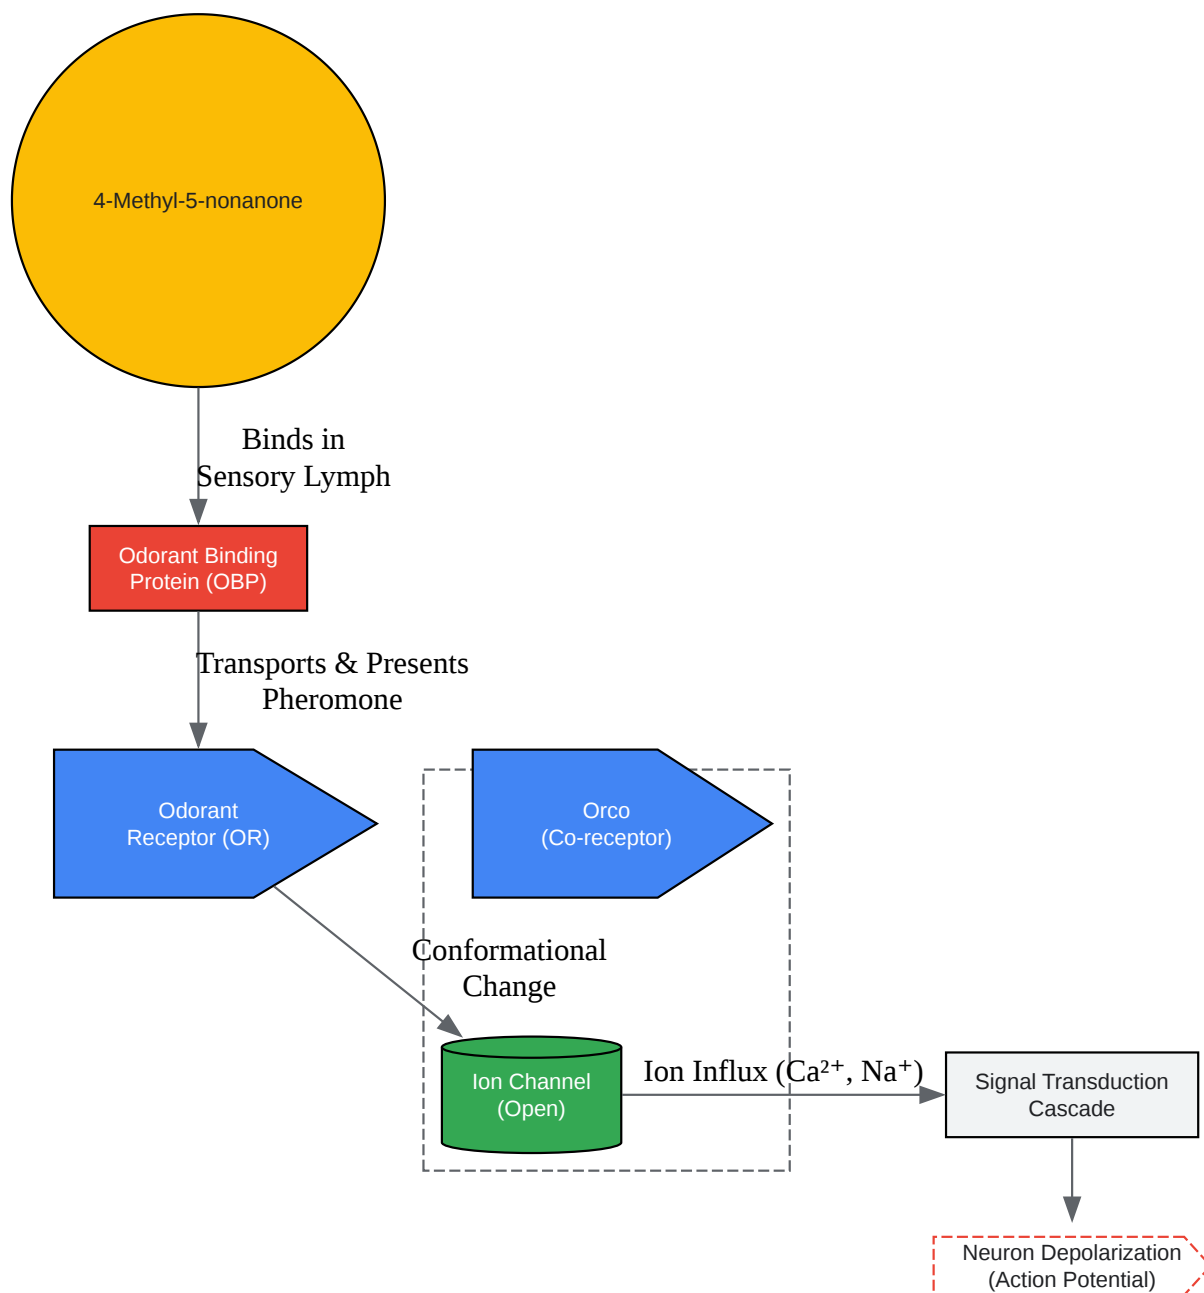 4-Methyl-5-nonanone
Binds in
Sensory Lymph
Odorant Binding
Protein (OBP)
Transports & Presents
Pheromone
Odorant
Receptor (OR)
Orco
(Co-receptor)
Conformational
Change
Ion Channel
(Open)
Ion Influx (Ca²⁺, Na⁺)
Signal Transduction
Cascade
Neuron Depolarization
(Action Potential)